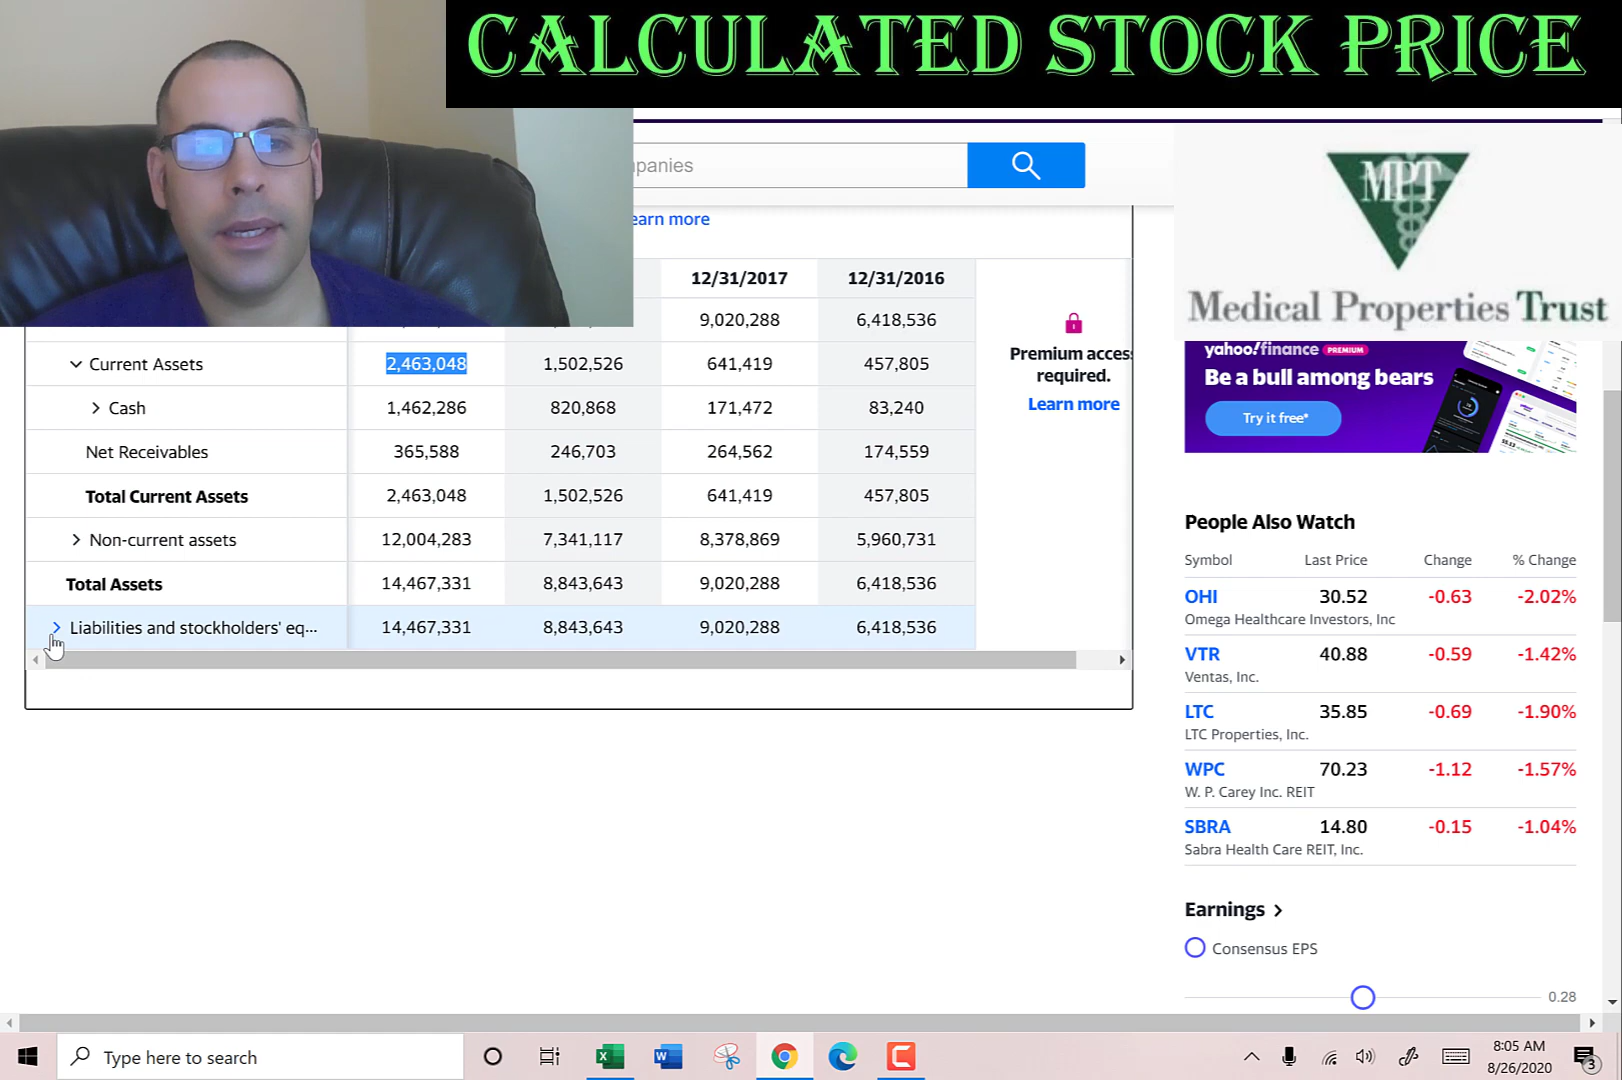 CALCULATED STOCK PRICE
panies
earn more
MPT
Medical Properties Trust
12/31/2017 12/31/2016
9,020,288 6,418,536
Current Assets 2,463,048 1,502,526 641,419 457,805
Cash 1,462,286 820,868 171,472 83,240
Net Receivables 365,588 246,703 264,562 174,559
Total Current Assets 2,463,048 1,502,526 641,419 457,805
Non-current assets 12,004,283 7,341,117 8,378,869 5,960,731
Total Assets 14,467,331 8,843,643 9,020,288 6,418,536
Liabilities and stockholders' eq... 14,467,331 8,843,643 9,020,288 6,418,536
Premium access
required.
Learn more
yahoo!finance PREMIUM
Be a bull among bears
Try it free*
People Also Watch
Symbol Last Price Change % Change
OHI 30.52 -0.63 -2.02%
Omega Healthcare Investors, Inc
VTR 40.88 -0.59 -1.42%
Ventas, Inc.
LTC 35.85 -0.69 -1.90%
LTC Properties, Inc.
WPC 70.23 -1.12 -1.57%
W. P. Carey Inc. REIT
SBRA 14.80 -0.15 -1.04%
Sabra Health Care REIT, Inc.
Earnings
Consensus EPS
0.28
Type here to search
8:05 AM
8/26/2020
3